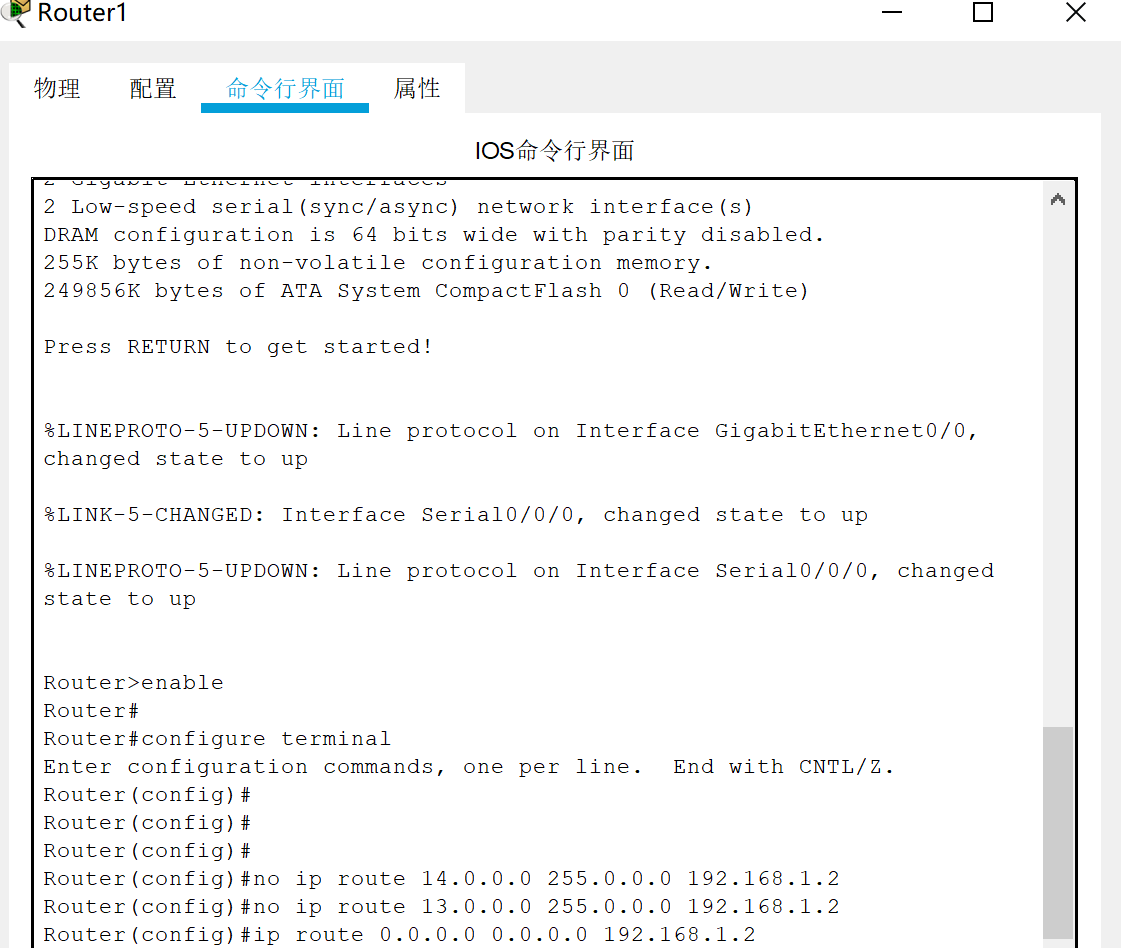 Router1
物理 配置 命令行界面 属性
IOS命令行界面
2 Gigabit Ethernet interfaces
2 Low-speed serial(sync/async) network interface(s)
DRAM configuration is 64 bits wide with parity disabled.
255K bytes of non-volatile configuration memory.
249856K bytes of ATA System CompactFlash 0 (Read/Write)
Press RETURN to get started!
%LINEPROTO-5-UPDOWN: Line protocol on Interface GigabitEthernet0/0,
changed state to up
%LINK-5-CHANGED: Interface Serial0/0/0, changed state to up
%LINEPROTO-5-UPDOWN: Line protocol on Interface Serial0/0/0, changed
state to up
Router>enable
Router#
Router#configure terminal
Enter configuration commands, one per line.  End with CNTL/Z.
Router(config)#
Router(config)#
Router(config)#
Router(config)#no ip route 14.0.0.0 255.0.0.0 192.168.1.2
Router(config)#no ip route 13.0.0.0 255.0.0.0 192.168.1.2
Router(config)#ip route 0.0.0.0 0.0.0.0 192.168.1.2